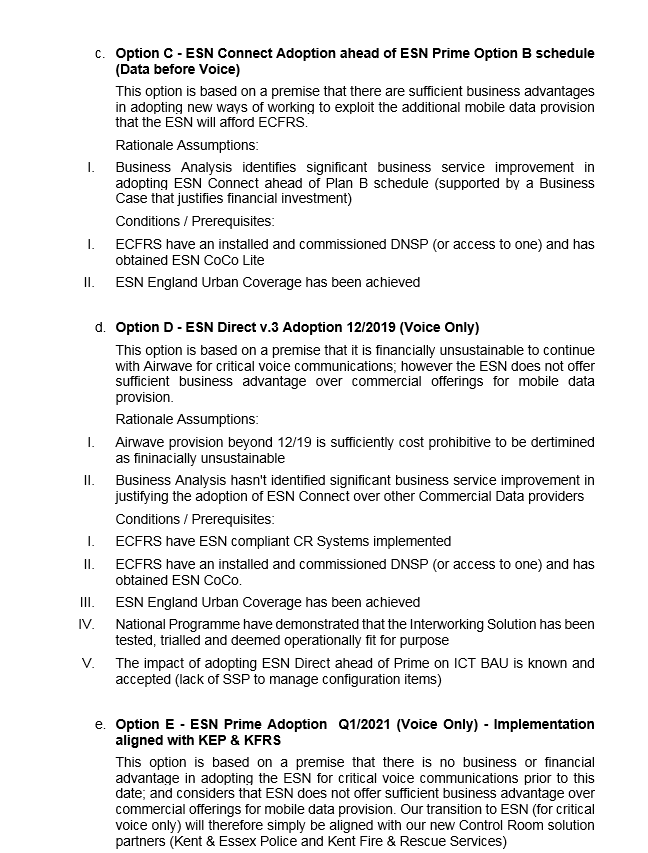 c. Option C - ESN Connect Adoption ahead of ESN Prime Option B schedule
(Data before Voice)
This option is based on a premise that there are sufficient business advantages
in adopting new ways of working to exploit the additional mobile data provision
that the ESN will afford ECFRS.
Rationale Assumptions:
I. Business Analysis identifies significant business service improvement in
adopting ESN Connect ahead of Plan B schedule (supported by a Business
Case that justifies financial investment)
Conditions / Prerequisites:
I. ECFRS have an installed and commissioned DNSP (or access to one) and has
obtained ESN CoCo Lite
II. ESN England Urban Coverage has been achieved
d. Option D - ESN Direct v.3 Adoption 12/2019 (Voice Only)
This option is based on a premise that it is financially unsustainable to continue
with Airwave for critical voice communications; however the ESN does not offer
sufficient business advantage over commercial offerings for mobile data
provision.
Rationale Assumptions:
I. Airwave provision beyond 12/19 is sufficiently cost prohibitive to be dertimined
as fininacially unsustainable
II. Business Analysis hasn't identified significant business service improvement in
justifying the adoption of ESN Connect over other Commercial Data providers
Conditions / Prerequisites:
I. ECFRS have ESN compliant CR Systems implemented
II. ECFRS have an installed and commissioned DNSP (or access to one) and has
obtained ESN CoCo.
III. ESN England Urban Coverage has been achieved
IV. National Programme have demonstrated that the Interworking Solution has been
tested, trialled and deemed operationally fit for purpose
V. The impact of adopting ESN Direct ahead of Prime on ICT BAU is known and
accepted (lack of SSP to manage configuration items)
e. Option E - ESN Prime Adoption Q1/2021 (Voice Only) - Implementation
aligned with KEP & KFRS
This option is based on a premise that there is no business or financial
advantage in adopting the ESN for critical voice communications prior to this
date; and considers that ESN does not offer sufficient business advantage over
commercial offerings for mobile data provision. Our transition to ESN (for critical
voice only) will therefore simply be aligned with our new Control Room solution
partners (Kent & Essex Police and Kent Fire & Rescue Services)